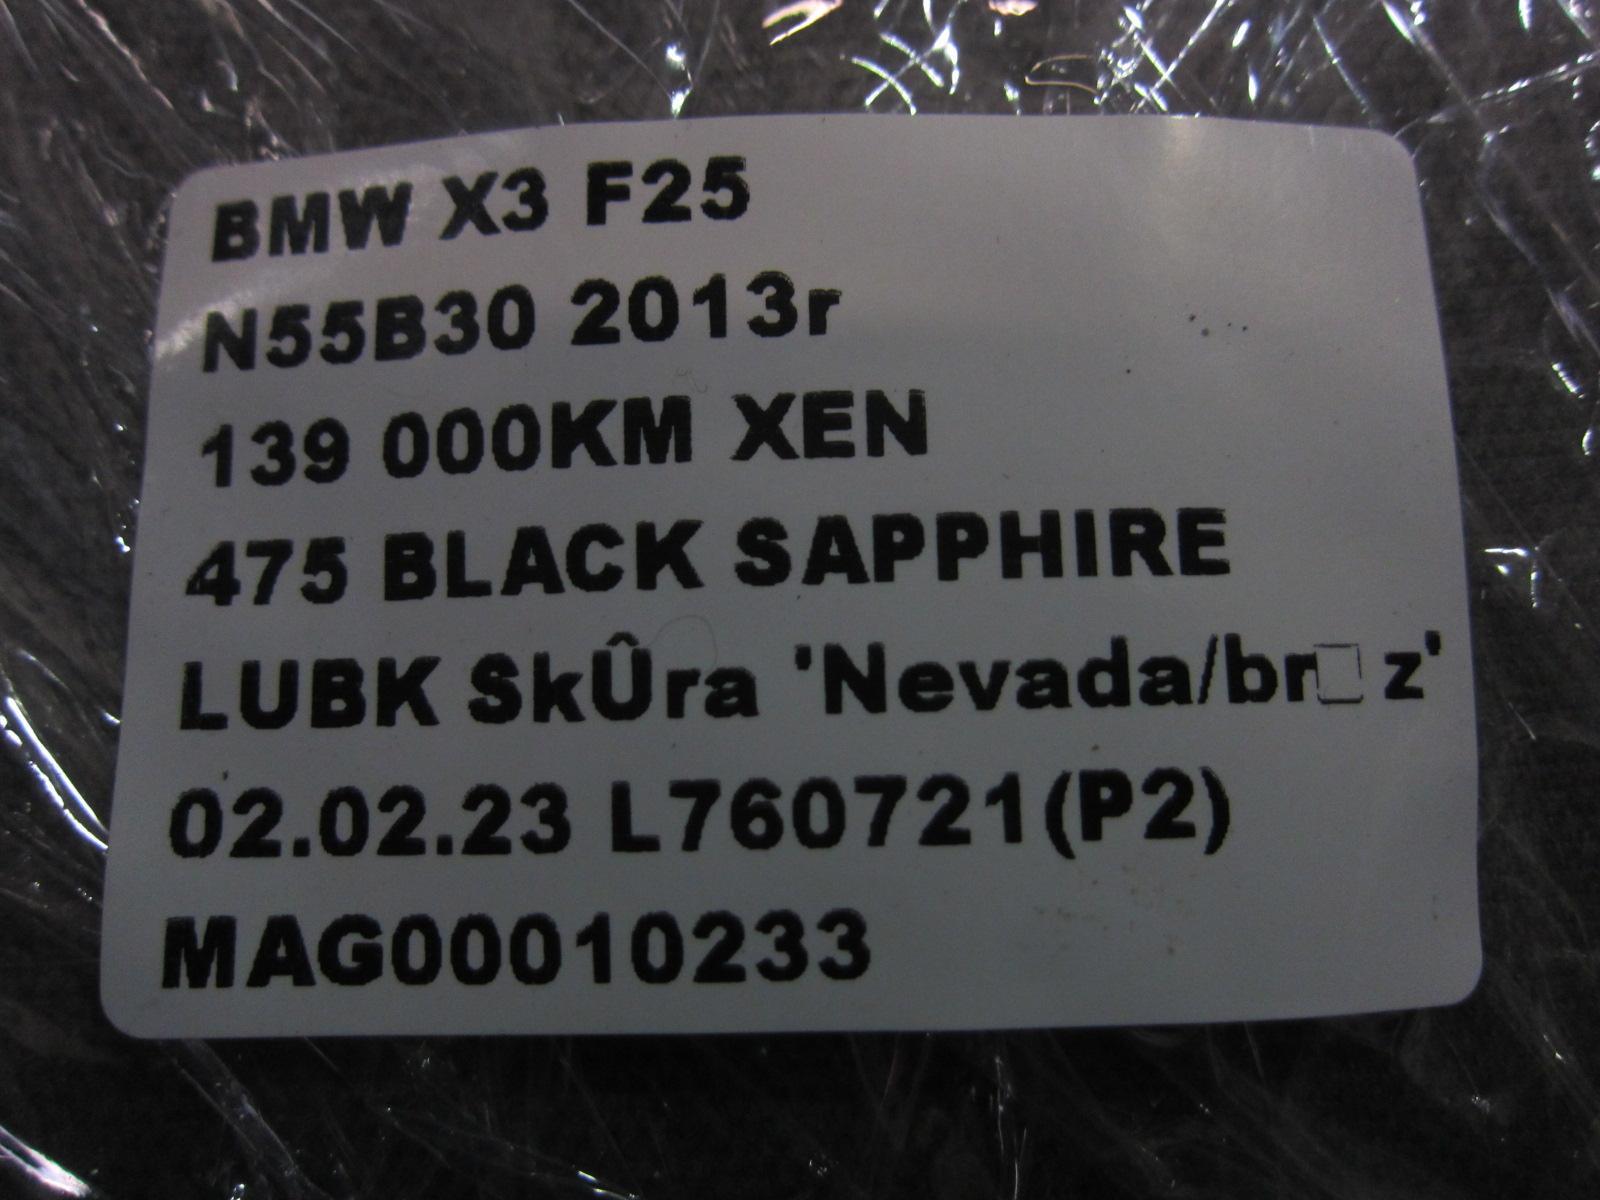 BMW X3 F25
N55B30 2013r
139 000KM XEN
475 BLACK SAPPHIRE
LUBK SkÛra 'Nevada/br□z'
02.02.23 L760721(P2)
MAG00010233